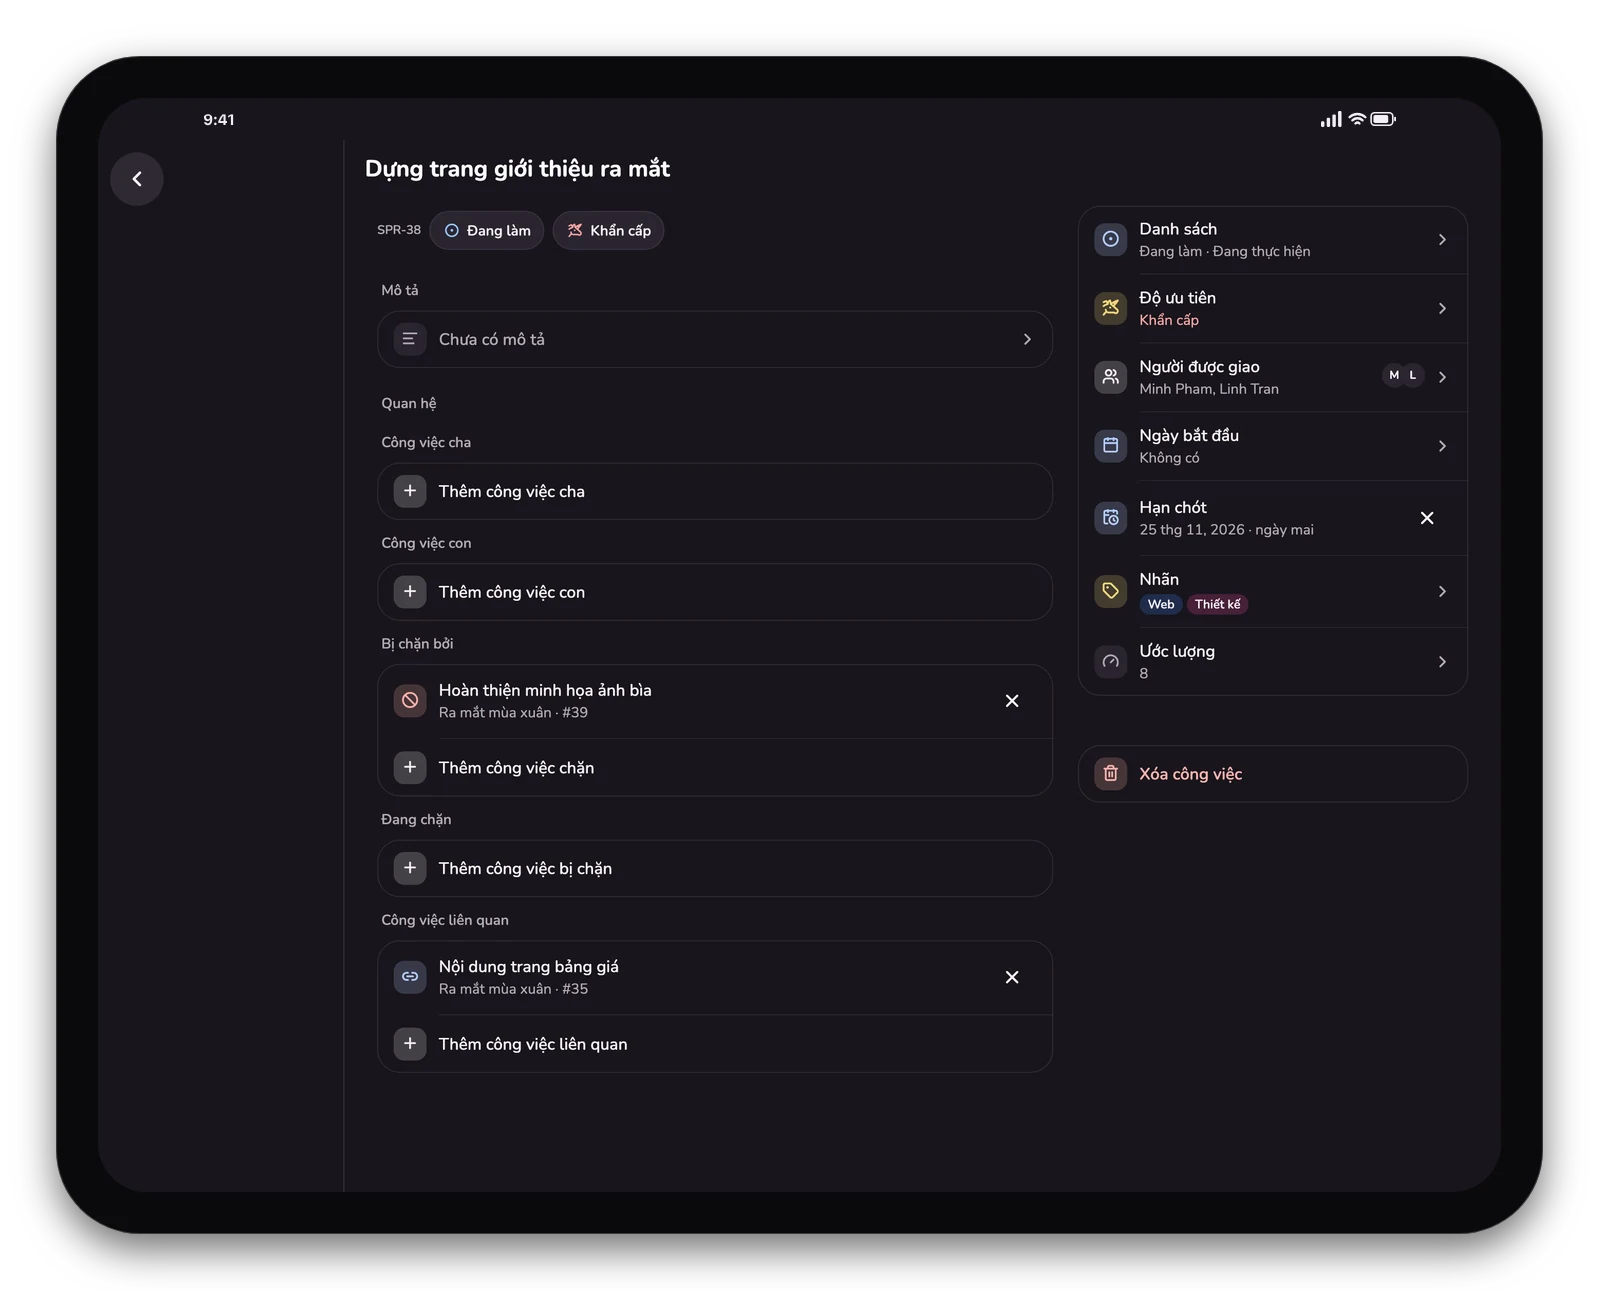 9:41
Dựng trang giới thiệu ra mắt
SPR-38
Đang làm
Khẩn cấp
Mô tả
Chưa có mô tả
Quan hệ
Công việc cha
Thêm công việc cha
Công việc con
Thêm công việc con
Bị chặn bởi
Hoàn thiện minh họa ảnh bìa
Ra mắt mùa xuân · #39
Thêm công việc chặn
Đang chặn
Thêm công việc bị chặn
Công việc liên quan
Nội dung trang bảng giá
Ra mắt mùa xuân · #35
Thêm công việc liên quan
Danh sách
Đang làm · Đang thực hiện
Độ ưu tiên
Khẩn cấp
Người được giao
Minh Pham, Linh Tran
M L
Ngày bắt đầu
Không có
Hạn chót
25 thg 11, 2026 · ngày mai
Nhãn
Web Thiết kế
Ước lượng
8
Xóa công việc